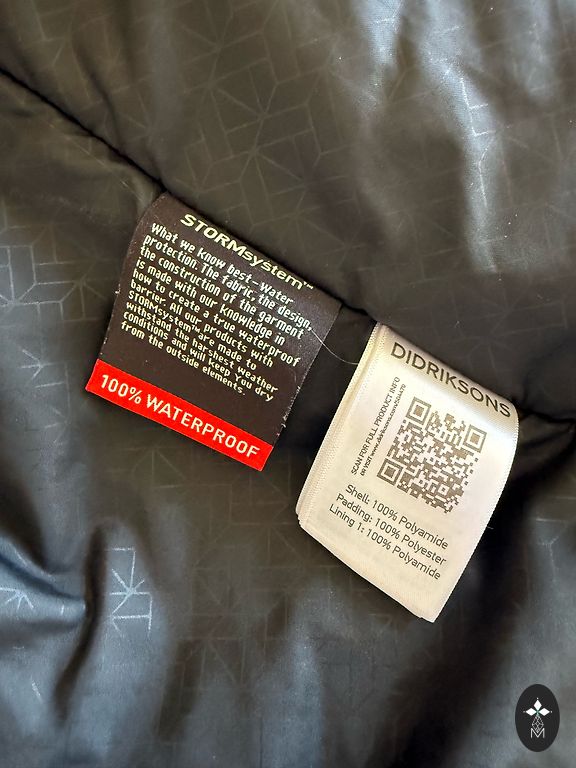 STORMsystem™
What we know best—water
protection. The fabric, the design,
the construction of the garment
is made with our knowledge in
how to create a true waterproof
barrier. All our products with
STORMsystem™ are made to
withstand the harshest weather
conditions and will keep you dry
from the outside elements.
100% WATERPROOF
DIDRIKSONS
SCAN FOR FULL PRODUCT INFO
Shell: 100% Polyamide
Padding: 100% Polyester
Lining 1: 100% Polyamide
M